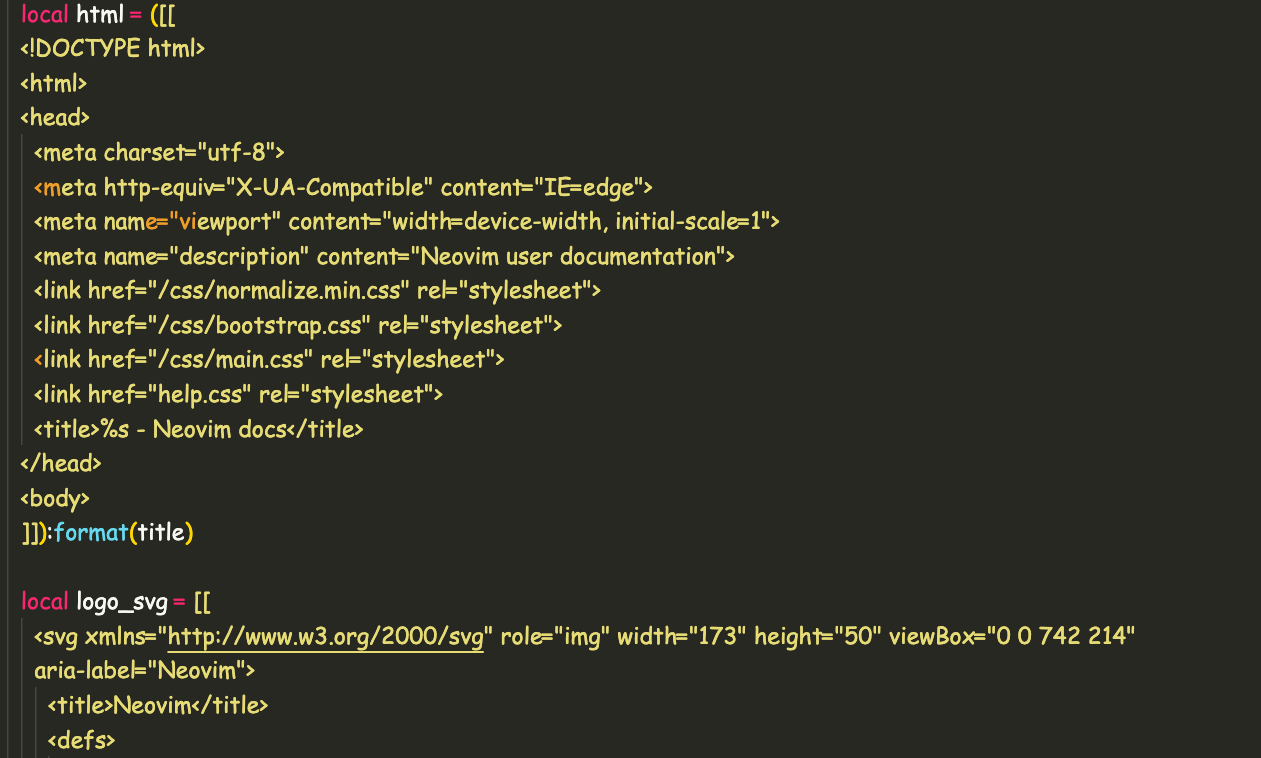 local html = ([[
<!DOCTYPE html>
<html>
<head>
<meta charset="utf-8">
<meta http-equiv="X-UA-Compatible" content="IE=edge">
<meta name="viewport" content="width=device-width, initial-scale=1">
<meta name="description" content="Neovim user documentation">
<link href="/css/normalize.min.css" rel="stylesheet">
<link href="/css/bootstrap.css" rel="stylesheet">
<link href="/css/main.css" rel="stylesheet">
<link href="help.css" rel="stylesheet">
<title>%s - Neovim docs</title>
</head>
<body>
]]):format(title)
local logo_svg = [[
<svg xmlns="http://www.w3.org/2000/svg" role="img" width="173" height="50" viewBox="0 0 742 214"
aria-label="Neovim">
<title>Neovim</title>
<defs>